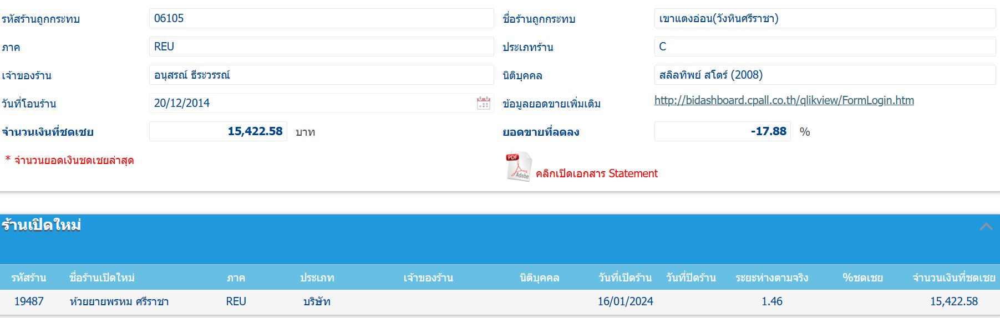 รหัสร้านถูกกระทบ 06105 ชื่อร้านถูกกระทบ เขาแตงอ่อน(วังหินศรีราชา)
ภาค REU ประเภทร้าน C
เจ้าของร้าน อนุสรณ์ ธีระวรรณ์ นิติบุคคล สลิลทิพย์ สโตร์ (2008)
วันที่โอนร้าน 20/12/2014 ข้อมูลยอดขายเพิ่มเติม http://bidashboard.cpall.co.th/qlikview/FormLogin.htm
จำนวนเงินที่ชดเชย 15,422.58 บาท ยอดขายที่ลดลง -17.88 %
* จำนวนยอดเงินชดเชยล่าสุด PDF Adobe คลิกเปิดเอกสาร Statement
ร้านเปิดใหม่
รหัสร้าน ชื่อร้านเปิดใหม่ ภาค ประเภท เจ้าของร้าน นิติบุคคล วันที่เปิดร้าน วันที่ปิดร้าน ระยะห่างตามจริง %ชดเชย จำนวนเงินที่ชดเชย
19487 ห้วยยายพรหม ศรีราชา REU บริษัท 16/01/2024 1.46 15,422.58